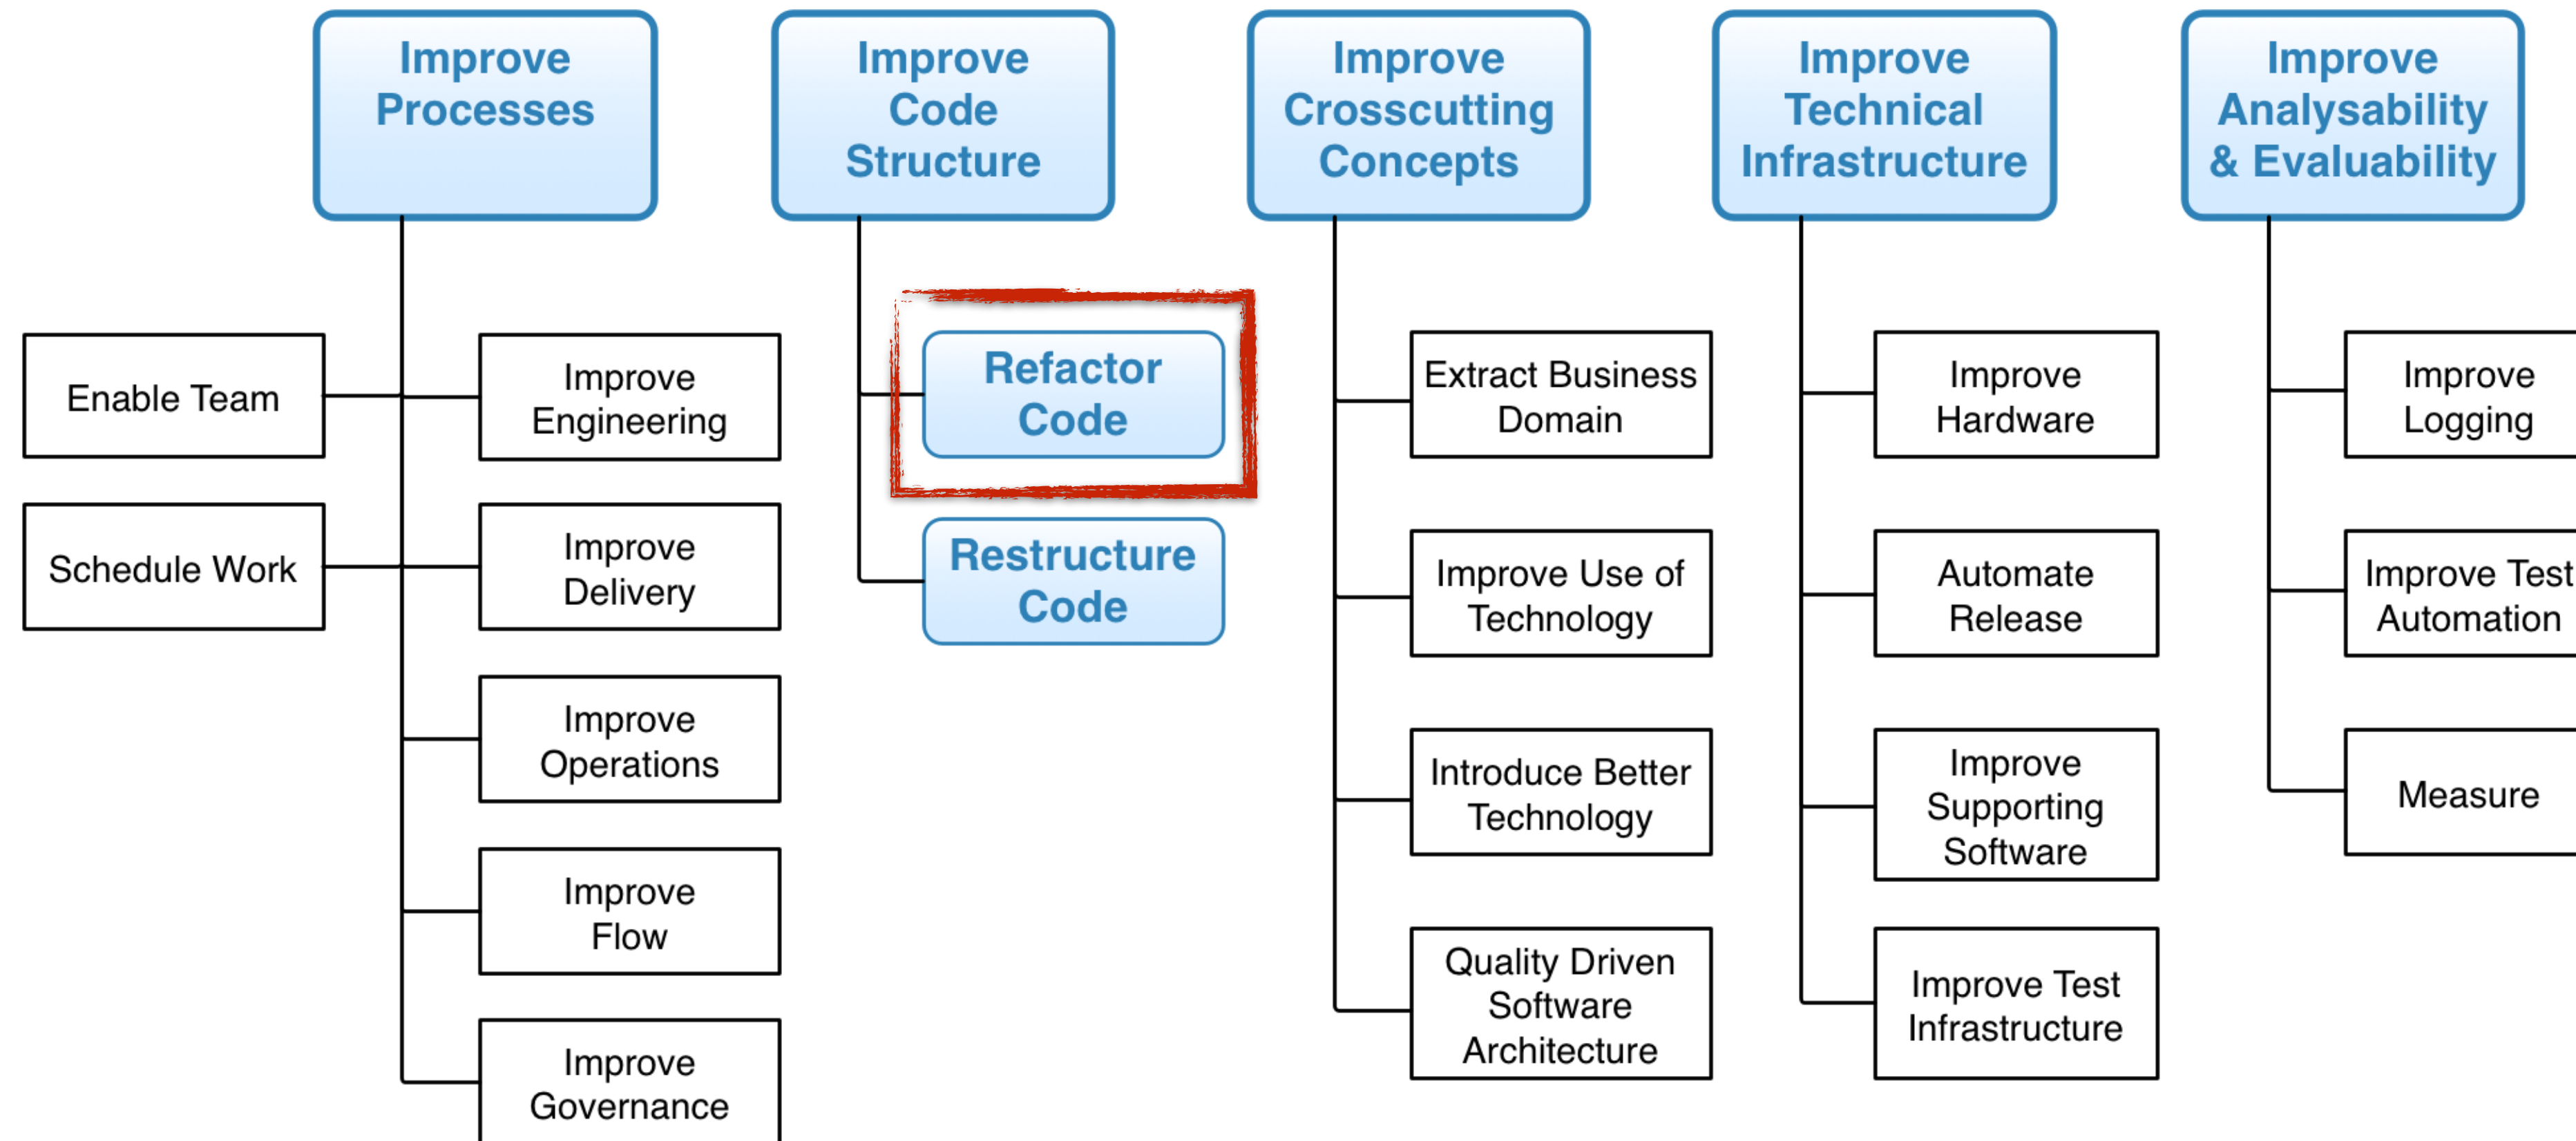 Improve
Processes
Improve
Code
Structure
Improve
Crosscutting
Concepts
Improve
Technical
Infrastructure
Improve
Analysability
& Evaluability
Enable Team
Schedule Work
Improve
Engineering
Improve
Delivery
Improve
Operations
Improve
Flow
Improve
Governance
Refactor
Code
Restructure
Code
Extract Business
Domain
Improve Use of
Technology
Introduce Better
Technology
Quality Driven
Software
Architecture
Improve
Hardware
Automate
Release
Improve
Supporting
Software
Improve Test
Infrastructure
Improve
Logging
Improve Test
Automation
Measure